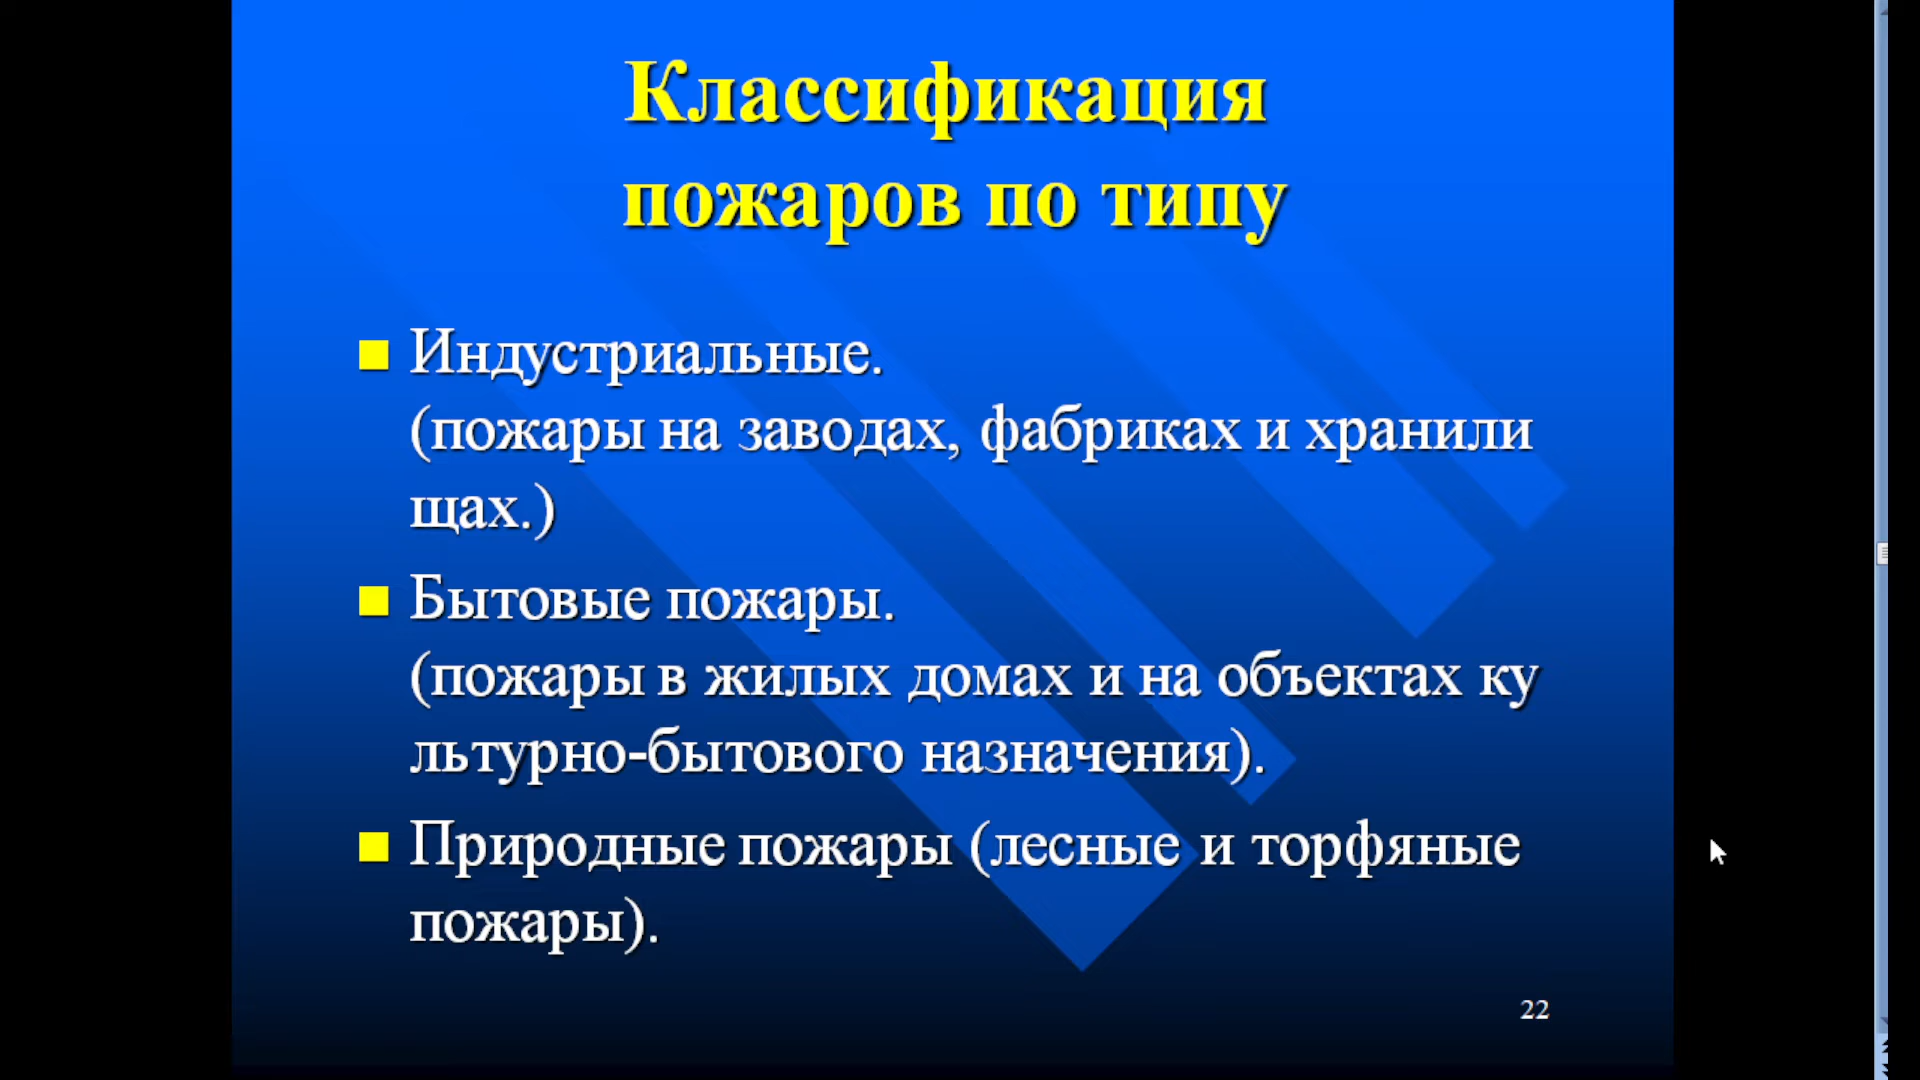 Классификация
пожаров по типу
Индустриальные.
(пожары на заводах, фабриках и хранили
щах.)
Бытовые пожары.
(пожары в жилых домах и на объектах ку
льтурно-бытового назначения).
Природные пожары (лесные и торфяные
пожары).
22